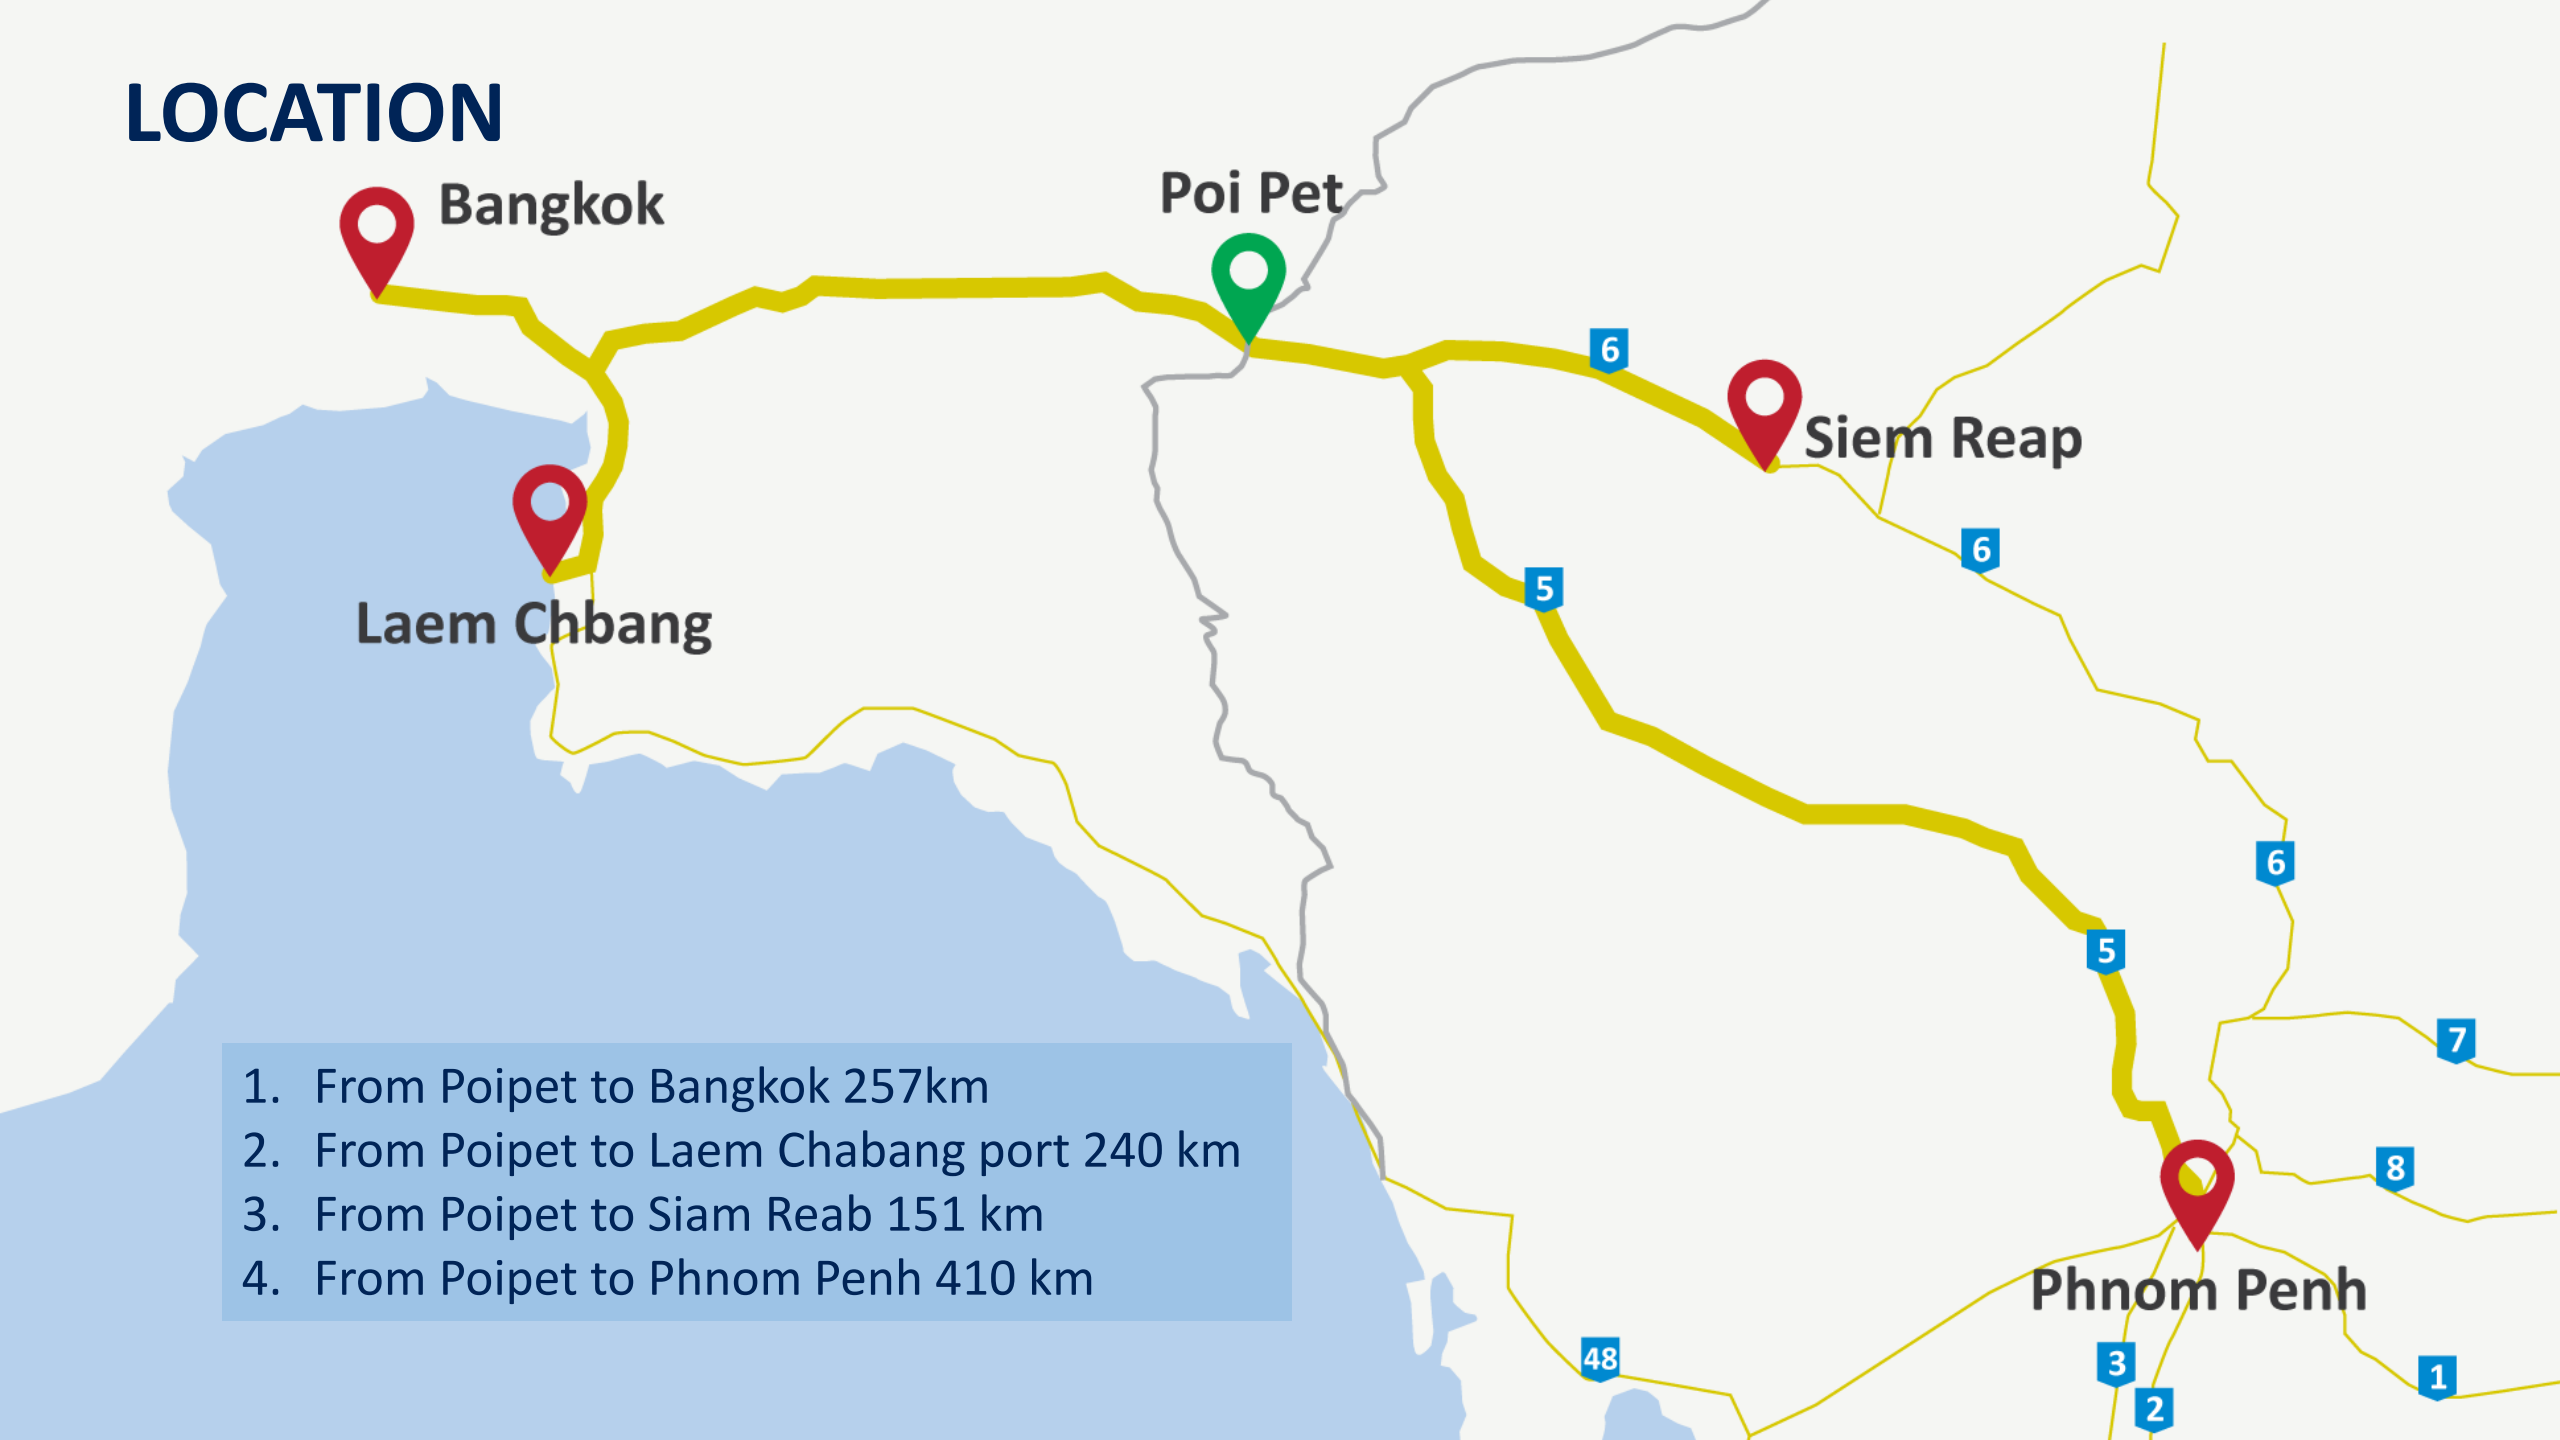 LOCATION
Bangkok
Poi Pet
6
Siem Reap
6
5
Laem Chbang
6
5
7
1. From Poipet to Bangkok 257km
2. From Poipet to Laem Chabang port 240 km
3. From Poipet to Siam Reab 151 km
4. From Poipet to Phnom Penh 410 km
8
Phnom Penh
48
3
1
2